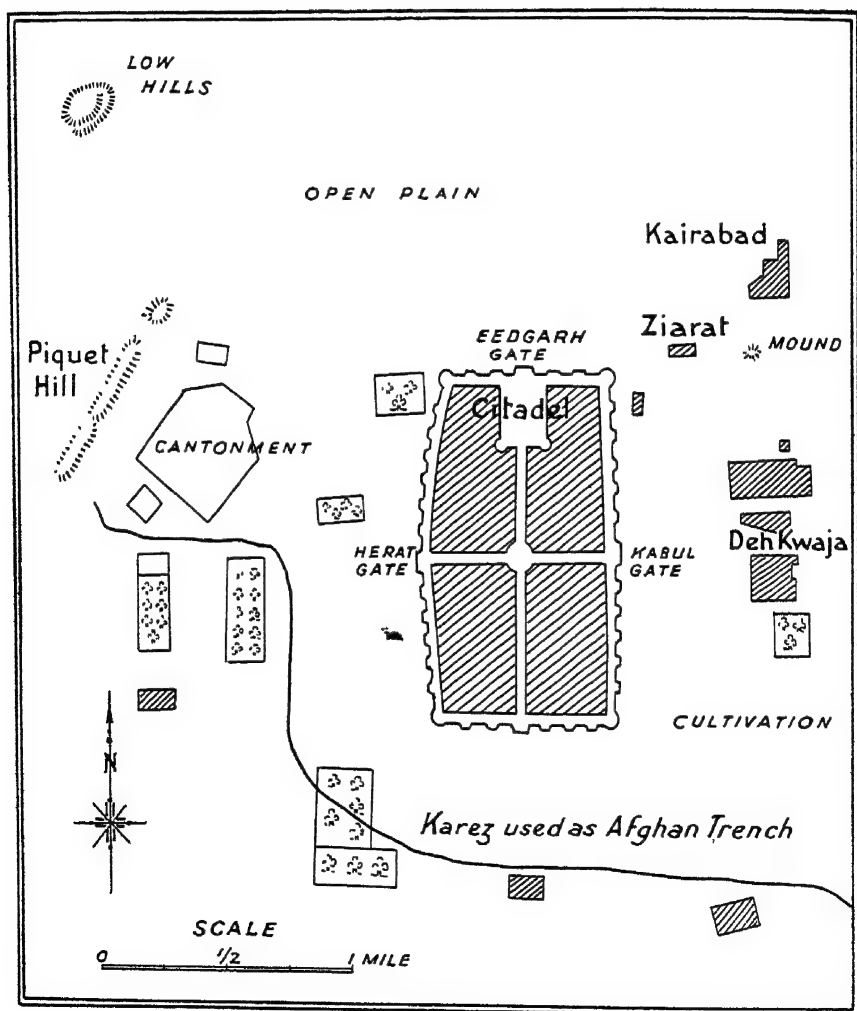 LOW
HILLS
OPEN PLAIN
Kairabad
Ziarat
MOUND
EEDGARH
GATE
Piquet
Hill
Citadel
CANTONMENT
HERAT
GATE
KABUL
GATE
Deh Kwaja
CULTIVATION
N
Karez used as Afghan Trench
SCALE
0 1/2 1 MILE